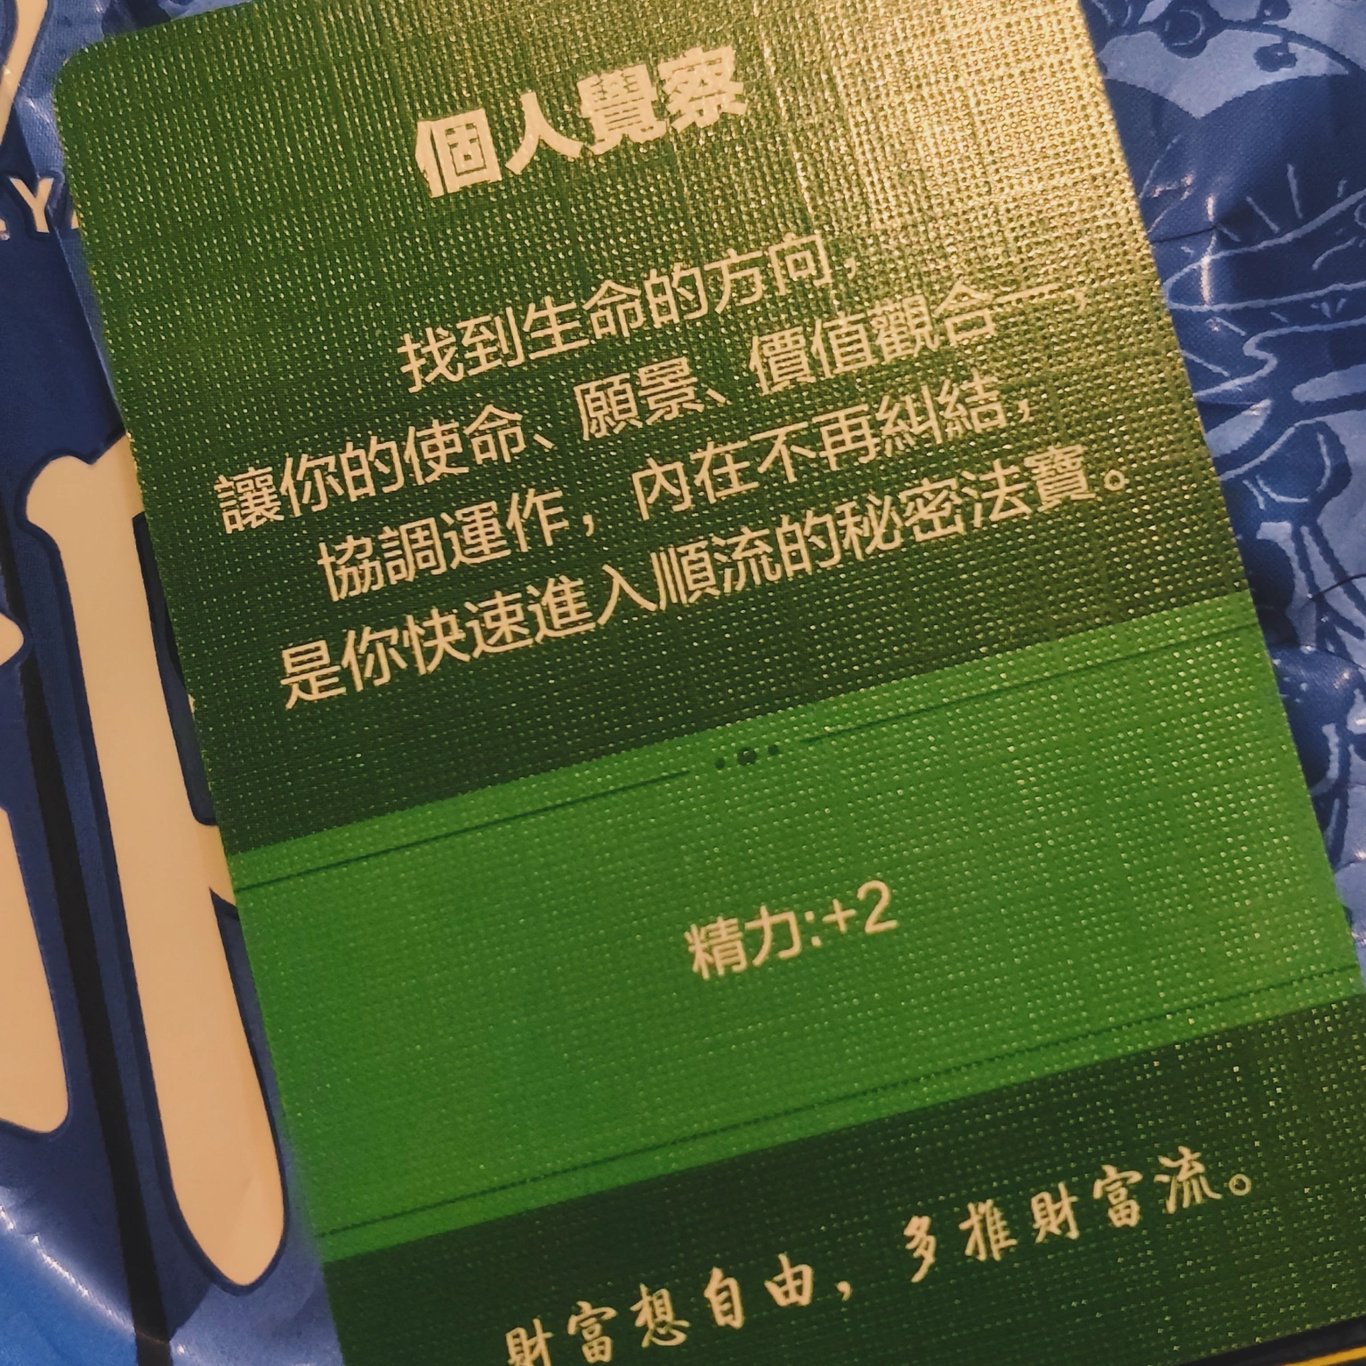 個人覺察
找到生命的方向，
讓你的使命、願景、價值觀合一，
協調運作，內在不再糾結，
是你快速進入順流的秘密法寶。
精力:+2
財富想自由，多推財富流。